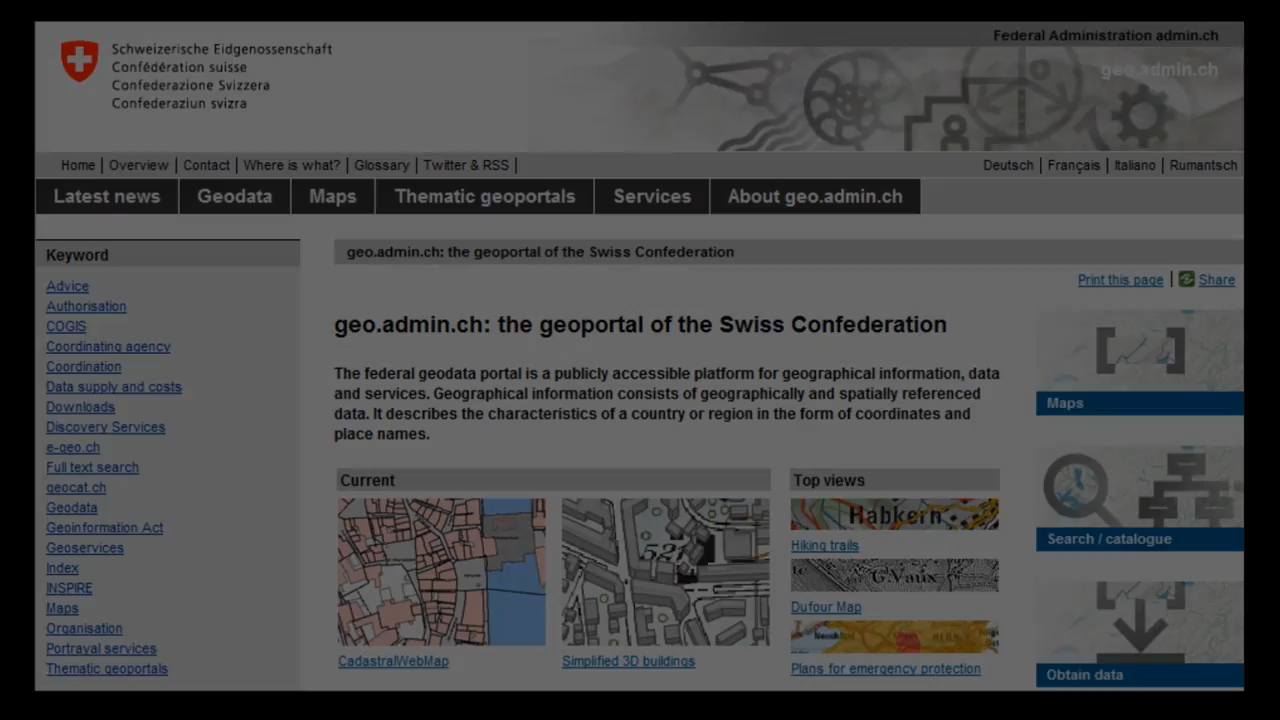 Schweizerische Eidgenossenschaft
Confédération suisse
Confederazione Svizzera
Confederaziun svizra
Federal Administration admin.ch
geo.admin.ch
Home | Overview | Contact | Where is what? | Glossary | Twitter & RSS |
Deutsch | Français | Italiano | Rumantsch
Latest news
Geodata
Maps
Thematic geoportals
Services
About geo.admin.ch
Keyword
Advice
Authorisation
COGIS
Coordinating agency
Coordination
Data supply and costs
Downloads
Discovery Services
e-geo.ch
Full text search
geocat.ch
Geodata
Geoinformation Act
Geoservices
Index
INSPIRE
Maps
Organisation
Portrayal services
Thematic geoportals
geo.admin.ch: the geoportal of the Swiss Confederation
Print this page | Share
geo.admin.ch: the geoportal of the Swiss Confederation
The federal geodata portal is a publicly accessible platform for geographical information, data
and services. Geographical information consists of geographically and spatially referenced
data. It describes the characteristics of a country or region in the form of coordinates and
place names.
Current
CadastralWebMap
Simplified 3D buildings
Top views
Habkern
Hiking trails
G. Vaux
Dufour Map
Plans for emergency protection
Maps
Search / catalogue
Obtain data